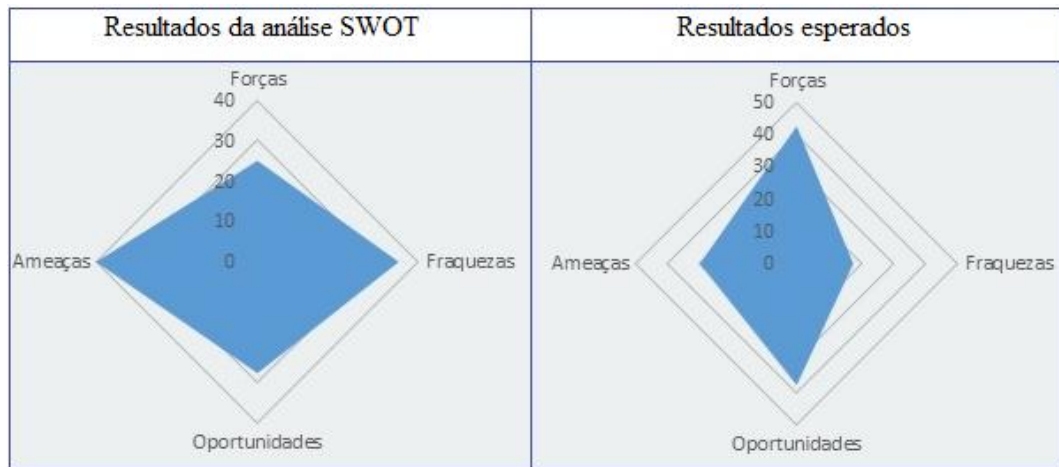 Resultados da análise SWOT
Resultados esperados
Forças
40
30
20
10
0
Ameaças
Fraquezas
Oportunidades
Forças
50
40
30
20
10
0
Ameaças
Fraquezas
Oportunidades